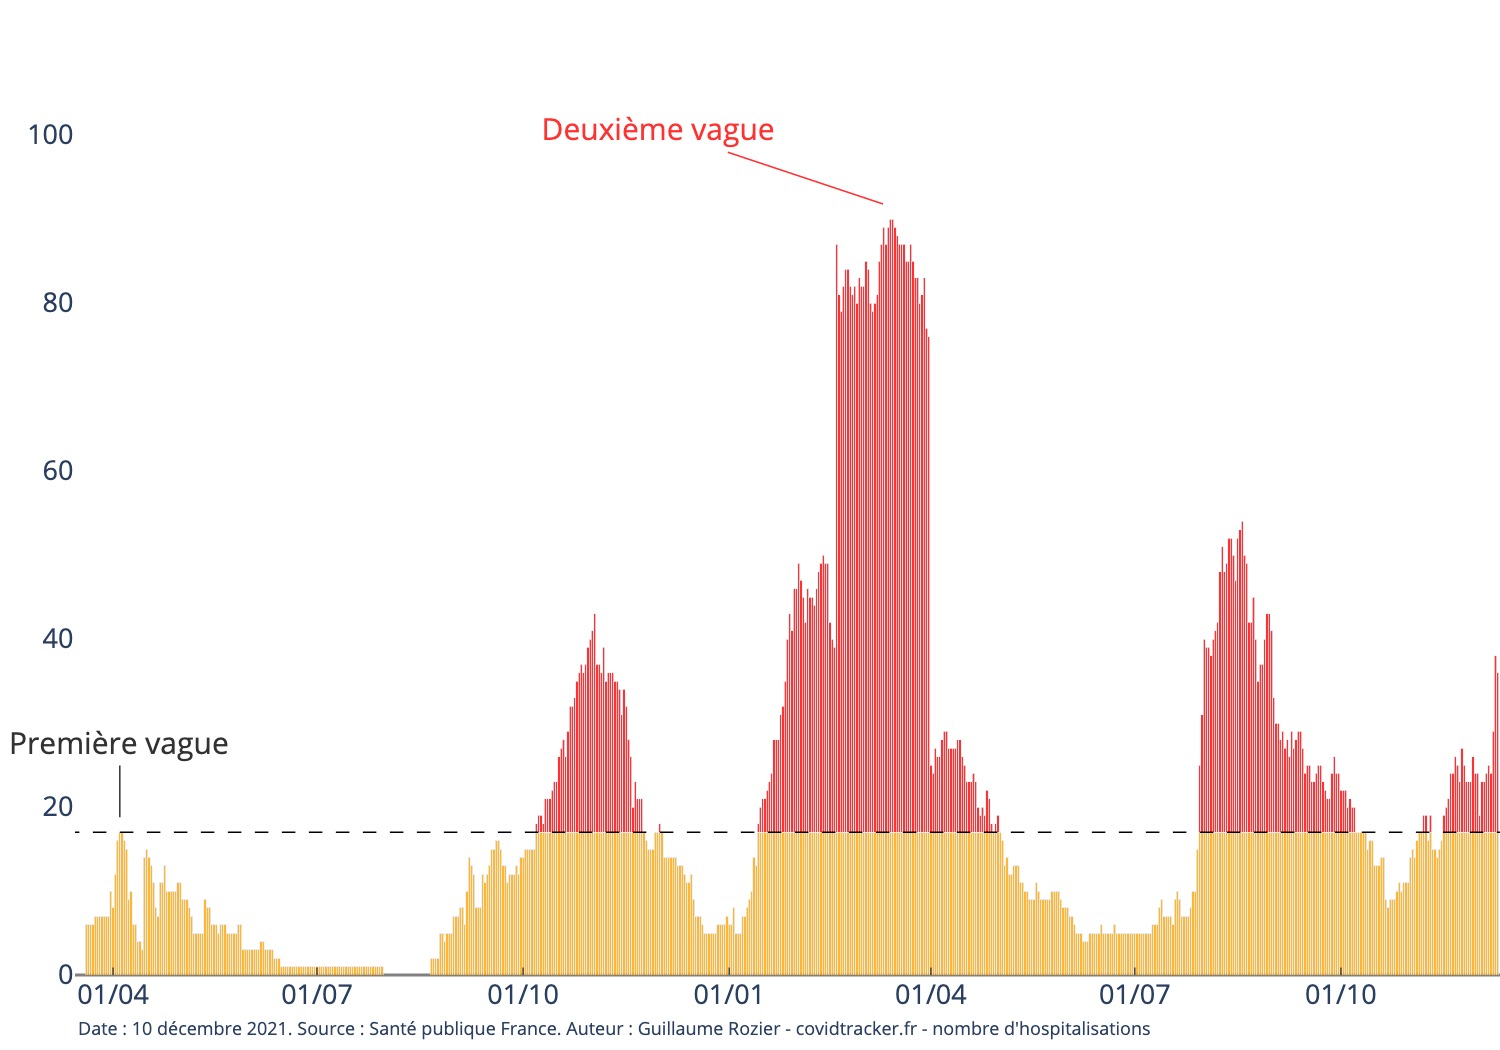 100
Deuxième vague
80
60
40
Première vague
20
0
01/04 01/07 01/10 01/01 01/04 01/07 01/10
Date : 10 décembre 2021. Source : Santé publique France. Auteur : Guillaume Rozier - covidtracker.fr - nombre d'hospitalisations